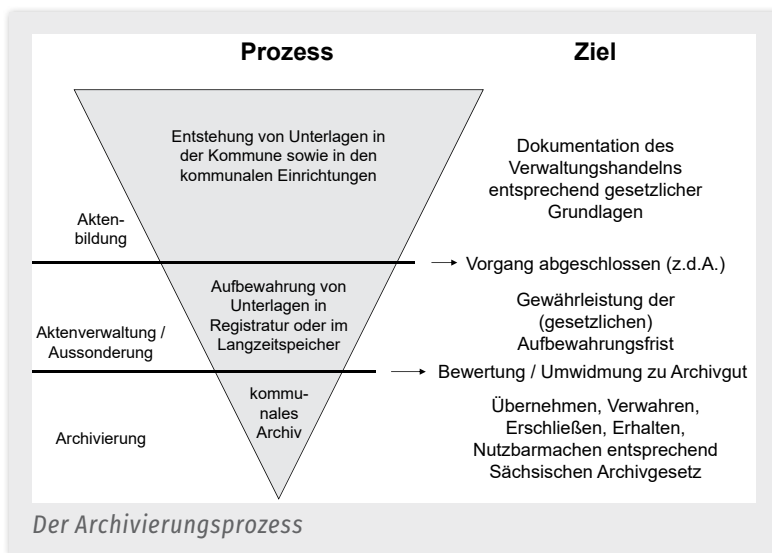 Prozess
Ziel
Entstehung von Unterlagen in
der Kommune sowie in den
kommunalen Einrichtungen
Dokumentation des
Verwaltungshandelns
entsprechend gesetzlicher
Grundlagen
Akten-
bildung
Vorgang abgeschlossen (z.d.A.)
Aufbewahrung von
Unterlagen in
Registratur oder im
Langzeitspeicher
Gewährleistung der
(gesetzlichen)
Aufbewahrungsfrist
Aktenverwaltung /
Aussonderung
Bewertung / Umwidmung zu Archivgut
kommu-
nales
Archiv
Übernehmen, Verwahren,
Erschließen, Erhalten,
Nutzbarmachen entsprechend
Sächsischen Archivgesetz
Archivierung
Der Archivierungsprozess